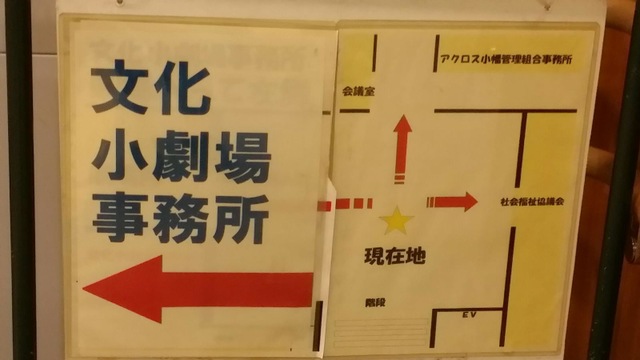 文化
小劇場
事務所
アクロス小幡管理組合事務所
会議室
社会福祉協議会
現在地
階段
EV